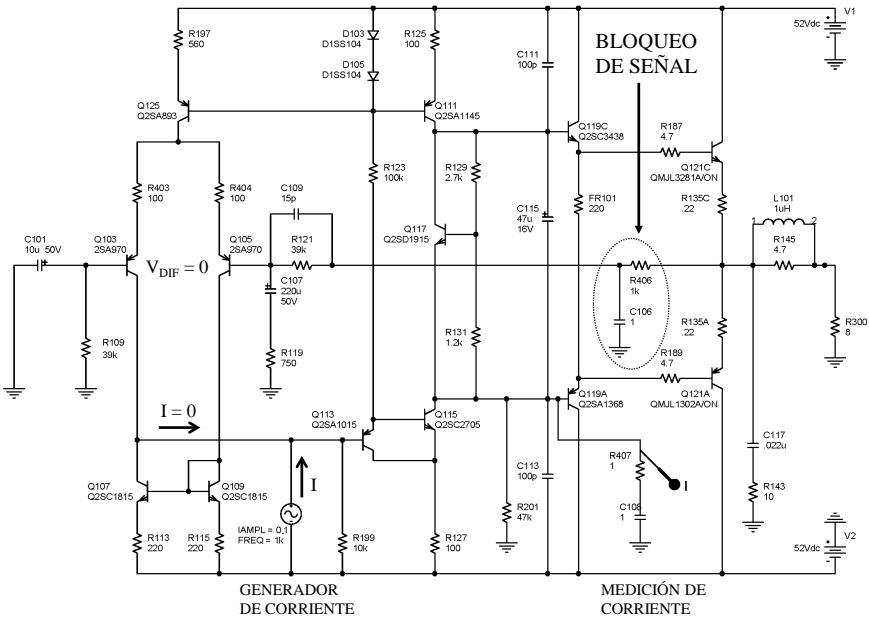 R197
560
D103
D1SS104
D105
D1SS104
R125
100
C111
100p
V1
52Vdc
BLOQUEO
DE SEÑAL
Q125
Q2SA893
Q111
Q2SA1145
Q119C
Q2SC3438
R187
4.7
Q121C
QMJL3281A/ON
R403
100
R404
100
C109
15p
R123
100k
R129
2.7k
C115
47u
16V
FR101
220
R135C
.22
L101
1uH
1
2
C101
10u 50V
Q103
2SA970
V_DIF = 0
Q105
2SA970
R121
39k
Q117
Q2SD1915
R145
4.7
C107
220u
50V
R406
1k
C106
1
R109
39k
R119
750
R131
1.2k
R135A
.22
R300
8
R189
4.7
I = 0
Q113
Q2SA1015
Q115
Q2SC2705
Q119A
Q2SA1368
Q121A
QMJL1302A/ON
C117
.022u
Q107
Q2SC1815
Q109
Q2SC1815
I
C113
100p
R407
1
I
R143
10
R113
220
R115
220
IAMPL = 0,1
FREQ = 1k
R199
10k
R127
100
R201
47k
C108
1
V2
52Vdc
GENERADOR
DE CORRIENTE
MEDICIÓN DE
CORRIENTE